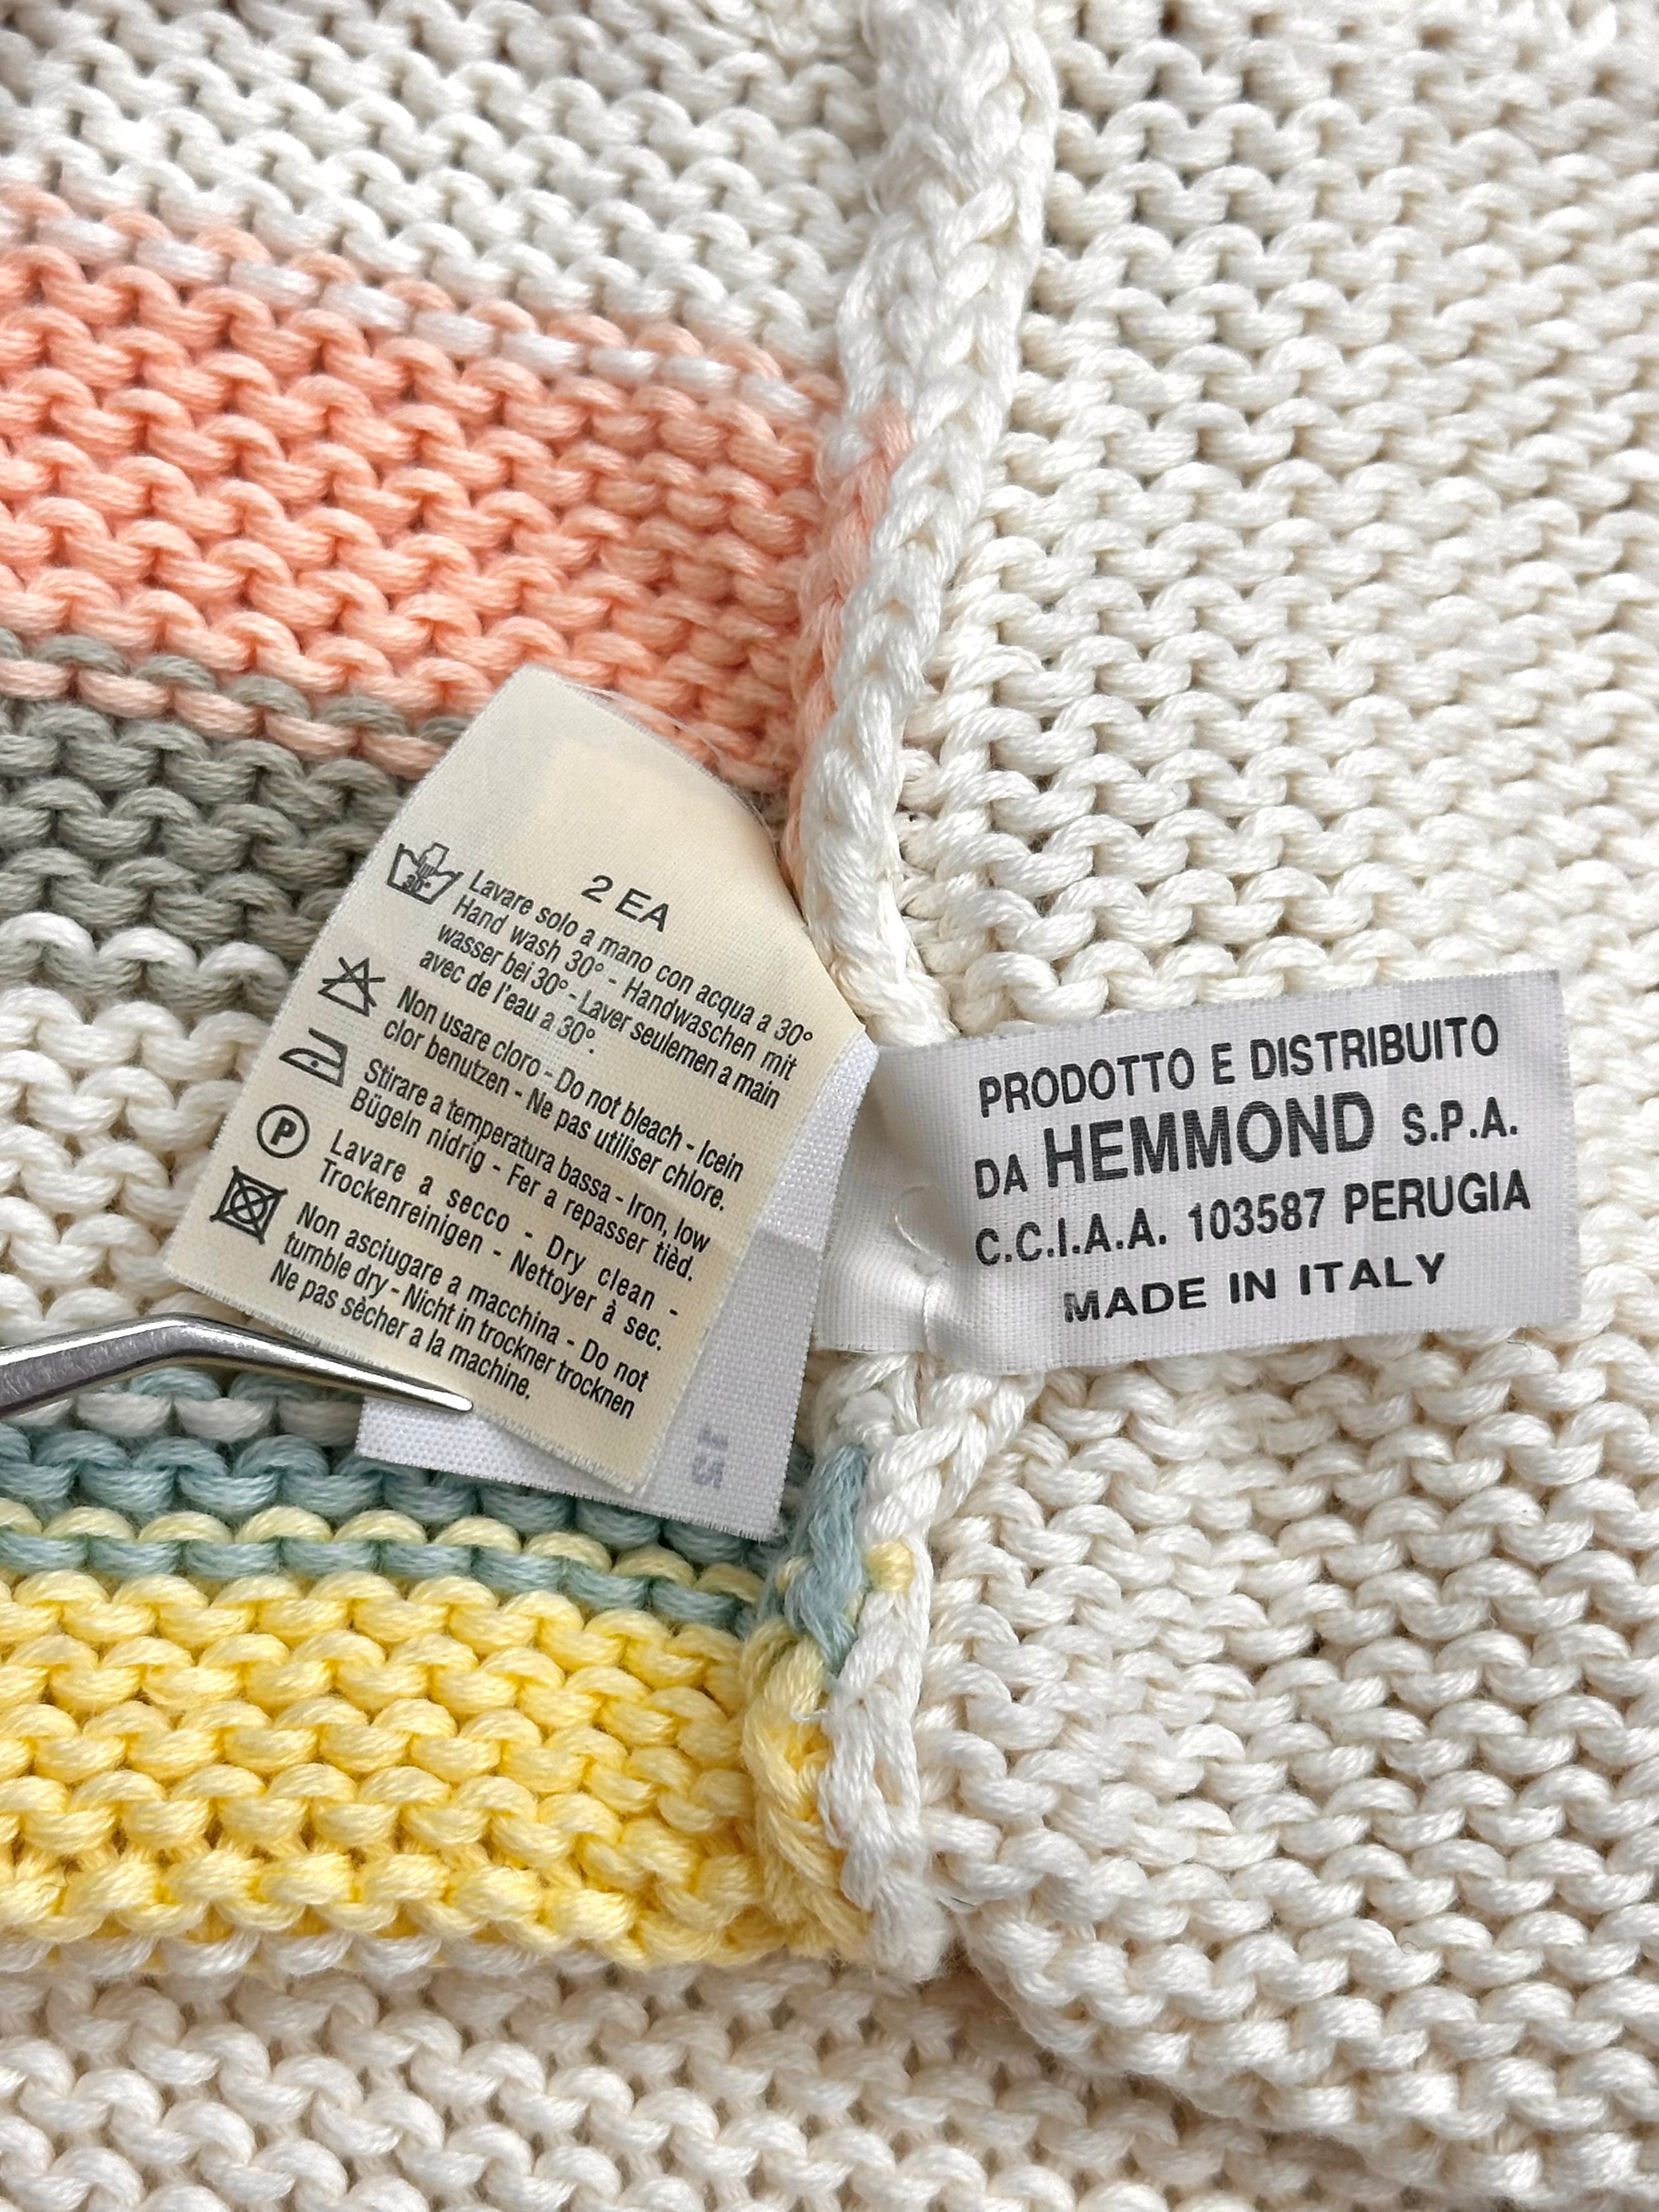 2 EA
30°
Lavare solo a mano con acqua a 30°
Hand wash 30° - Handwaschen mit
wasser bei 30° - Laver seulemen a main
avec de l'eau a 30°.
Non usare cloro - Do not bleach - Icein
clor benutzen - Ne pas utiliser chlore.
Stirare a temperatura bassa - Iron, low
Bügeln nidrig - Fer a repasser tièd.
P
Lavare a secco - Dry clean -
Trockenreinigen - Nettoyer à sec.
Non asciugare a macchina - Do not
tumble dry - Nicht in trockner trocknen
Ne pas sècher a la machine.
PRODOTTO E DISTRIBUITO
DA HEMMOND S.P.A.
C.C.I.A.A. 103587 PERUGIA
MADE IN ITALY